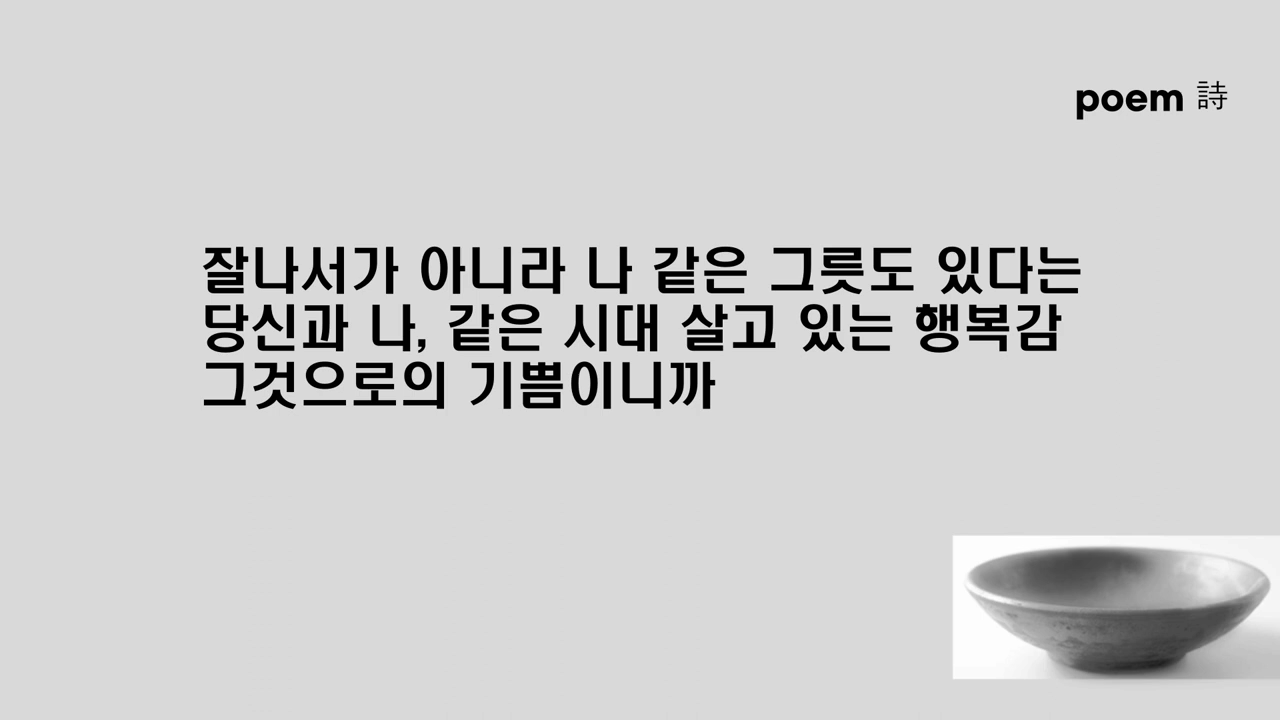 poem 詩
잘나서가 아니라 나 같은 그릇도 있다는
당신과 나, 같은 시대 살고 있는 행복감
그것으로의 기쁨이니까